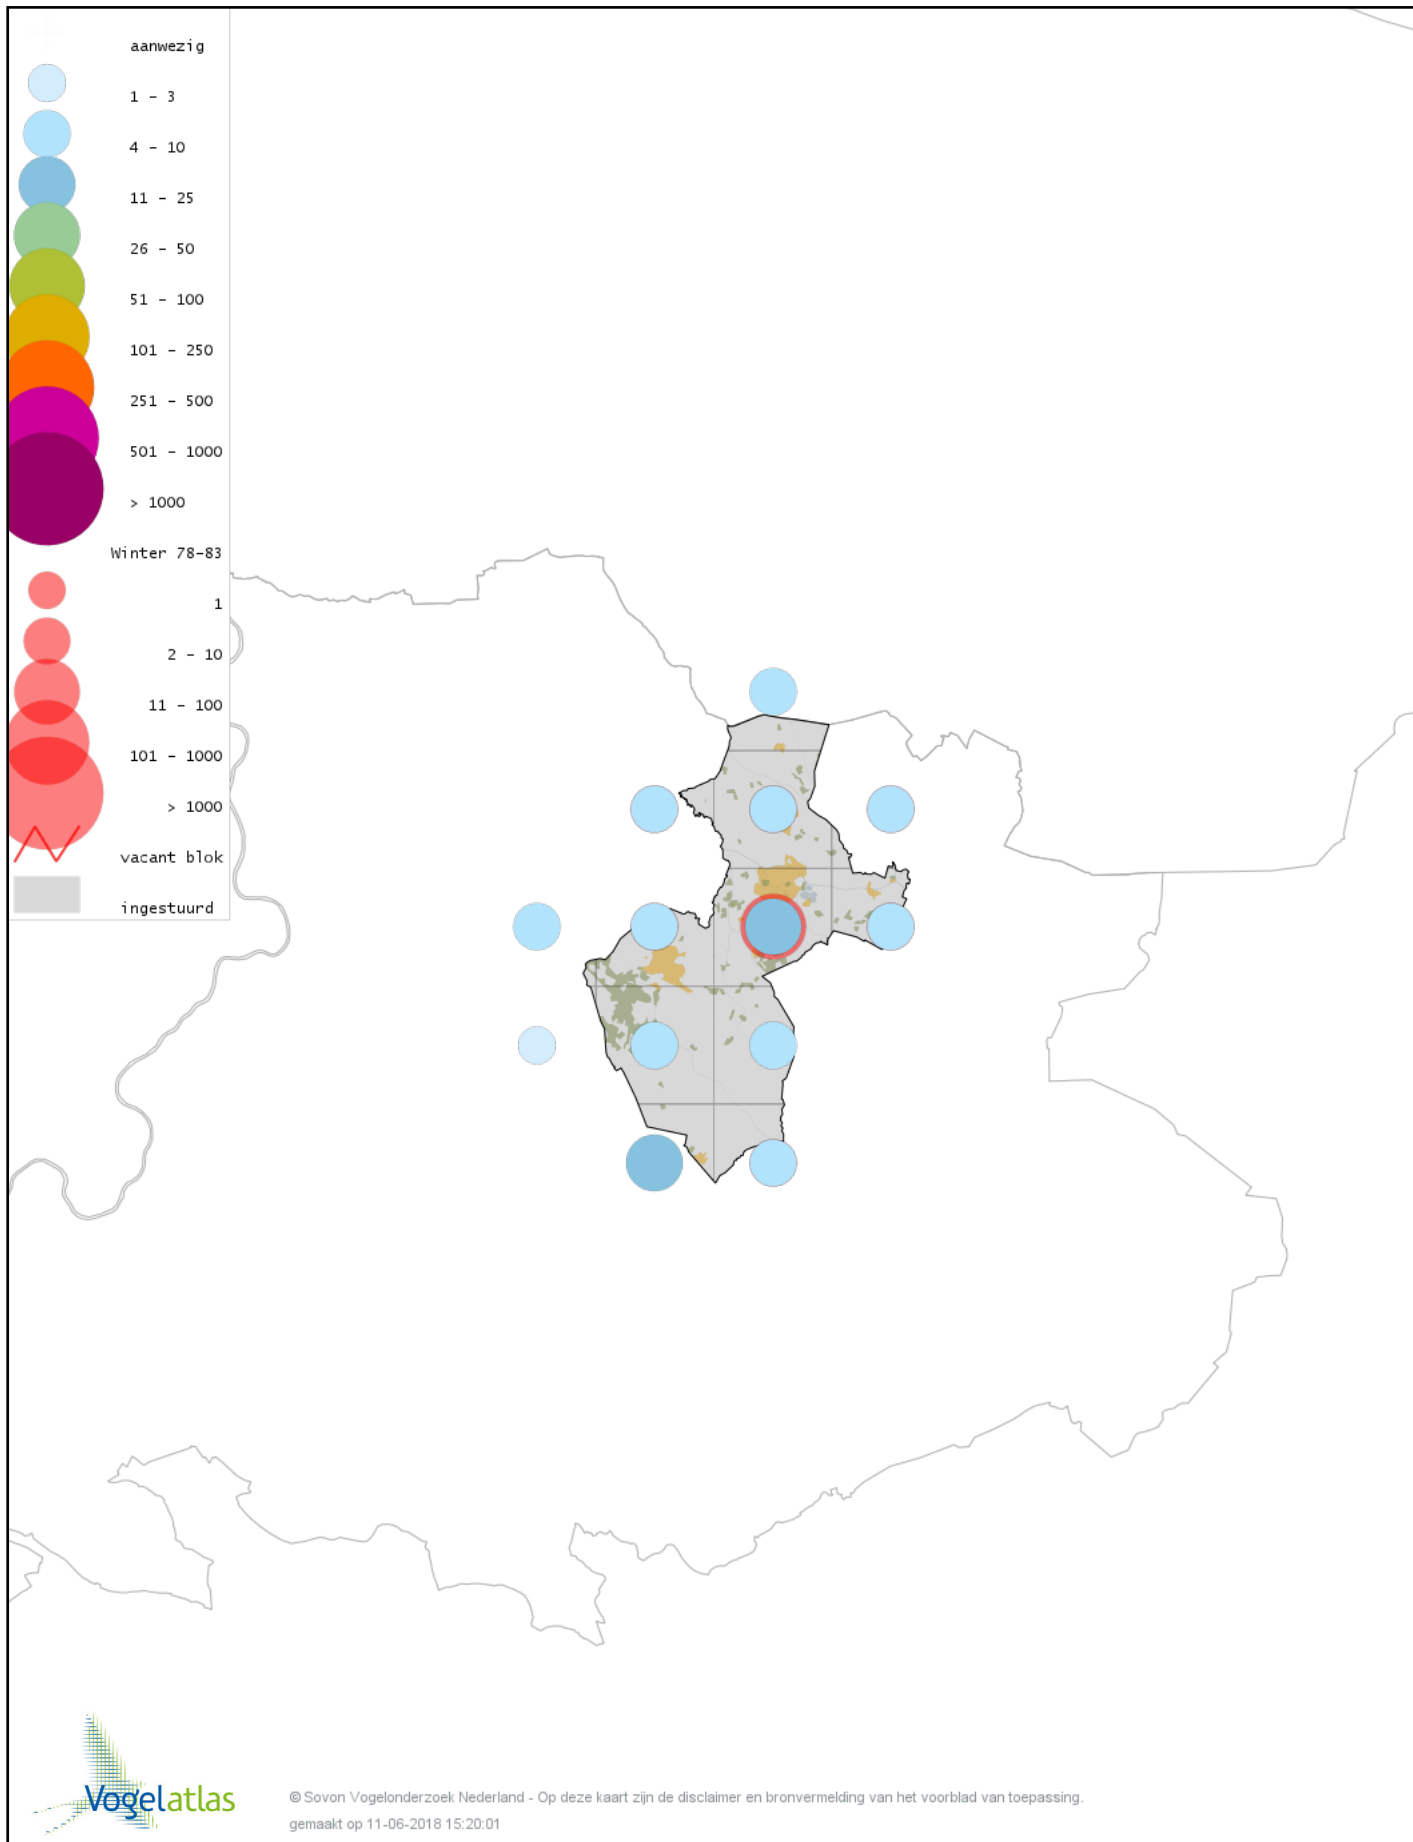 aanwezig
1 - 3
4 - 10
11 - 25
26 - 50
51 - 100
101 - 250
251 - 500
501 - 1000
> 1000
Winter 78-83
1
2 - 10
11 - 100
101 - 1000
> 1000
vacant blok
ingestuurd
Vogelatlas
© Sovon Vogelonderzoek Nederland - Op deze kaart zijn de disclaimer en bronvermelding van het voorblad van toepassing.
gemaakt op 11-06-2018 15:20:01